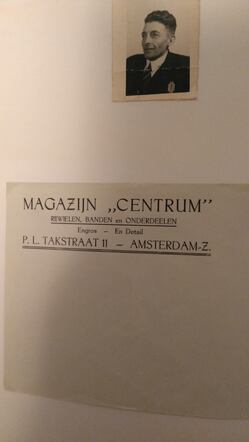 MAGAZIJN „CENTRUM”
RIJWIELEN, BANDEN en ONDERDEELEN
Engros – En Detail
P. L. TAKSTRAAT 11 – AMSTERDAM-Z.